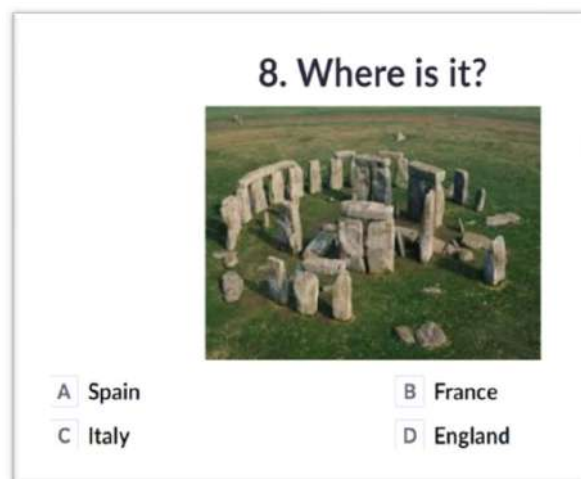 8. Where is it?
A Spain
B France
C Italy
D England